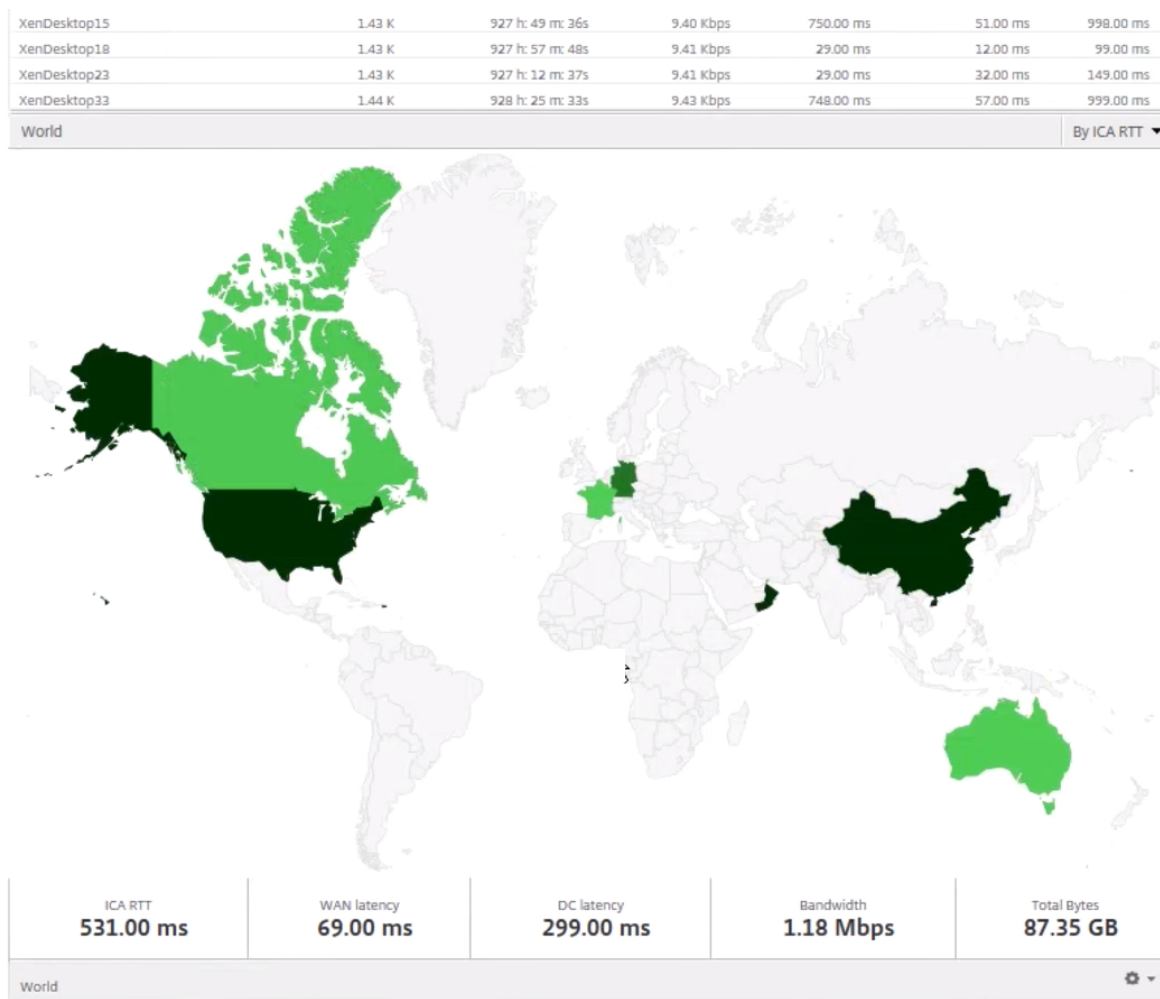 XenDesktop15 1.43 K 927 h: 49 m: 36s 9.40 Kbps 750.00 ms 51.00 ms 998.00 ms
XenDesktop18 1.43 K 927 h: 57 m: 48s 9.41 Kbps 29.00 ms 12.00 ms 99.00 ms
XenDesktop23 1.43 K 927 h: 12 m: 37s 9.41 Kbps 29.00 ms 32.00 ms 149.00 ms
XenDesktop33 1.44 K 928 h: 25 m: 33s 9.43 Kbps 748.00 ms 57.00 ms 999.00 ms
World By ICA RTT
ICA RTT WAN latency DC latency Bandwidth Total Bytes
531.00 ms 69.00 ms 299.00 ms 1.18 Mbps 87.35 GB
World